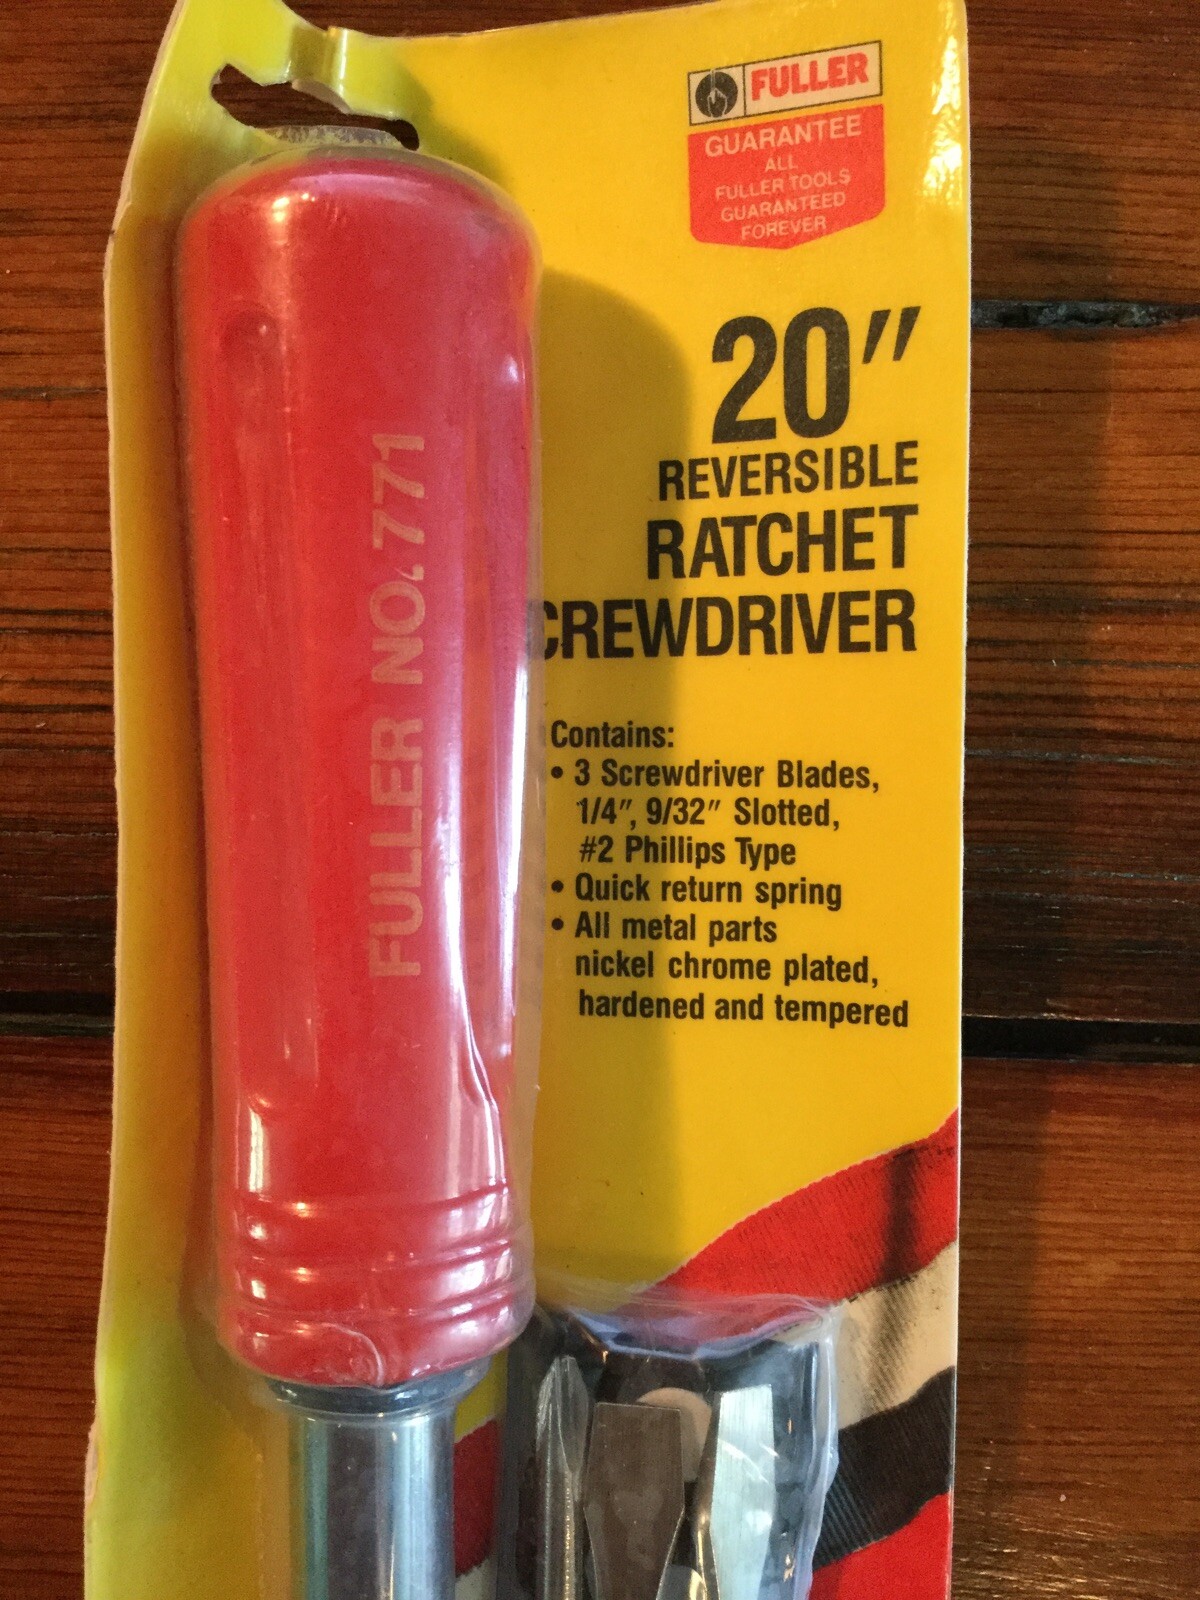 FULLER
GUARANTEE
ALL
FULLER TOOLS
GUARANTEED
FOREVER
20"
REVERSIBLE
RATCHET
CREWDRIVER
Contains:
• 3 Screwdriver Blades,
1/4", 9/32" Slotted,
#2 Phillips Type
• Quick return spring
• All metal parts
nickel chrome plated,
hardened and tempered
FULLER NO. 771